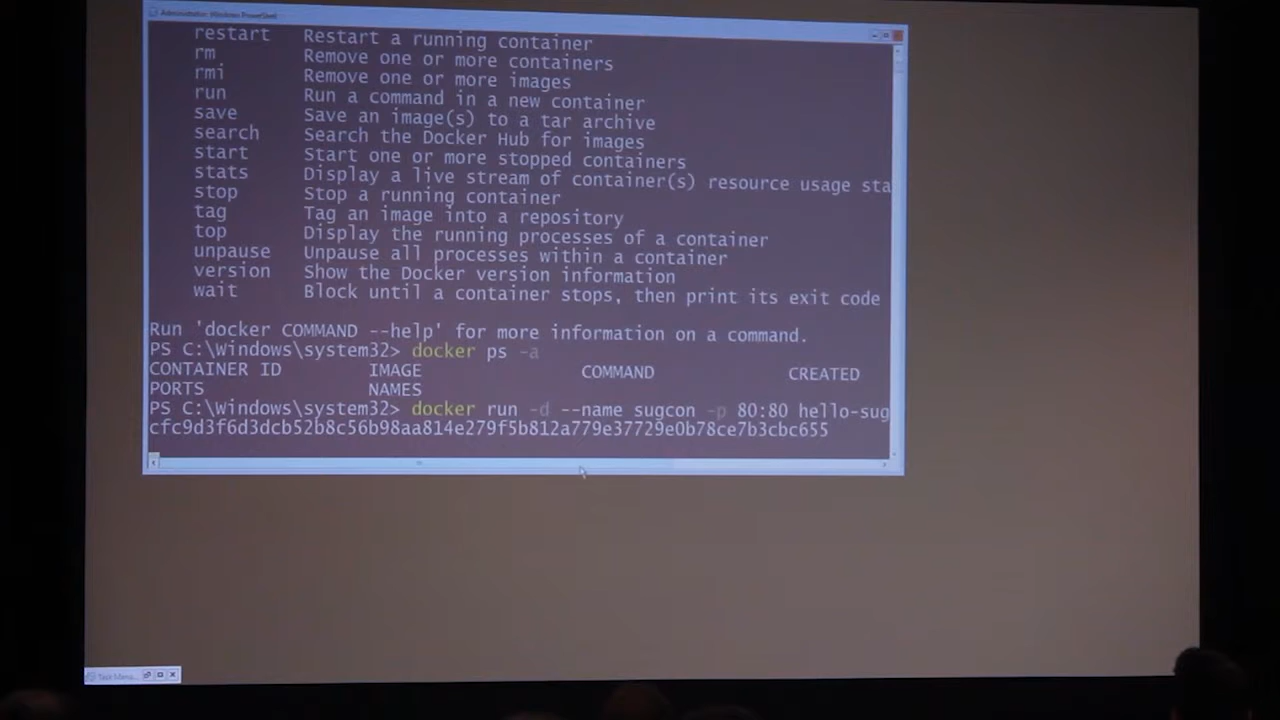 Administrator: Windows PowerShell
restart Restart a running container
rm Remove one or more containers
rmi Remove one or more images
run Run a command in a new container
save Save an image(s) to a tar archive
search Search the Docker Hub for images
start Start one or more stopped containers
stats Display a live stream of container(s) resource usage sta
stop Stop a running container
tag Tag an image into a repository
top Display the running processes of a container
unpause Unpause all processes within a container
version Show the Docker version information
wait Block until a container stops, then print its exit code
Run 'docker COMMAND --help' for more information on a command.
PS C:\Windows\system32> docker ps -a
CONTAINER ID IMAGE COMMAND CREATED
PORTS NAMES
PS C:\Windows\system32> docker run -d --name sugcon -p 80:80 hello-sug
cfc9d3f6d3dcb52b8c56b98aa814e279f5b812a779e37729e0b78ce7b3cbc655
Task Mana...